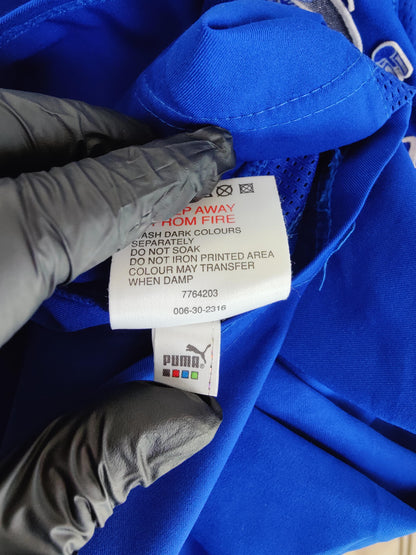 AWAY
FROM FIRE
DARK COLOURS
SEPARATELY
DO NOT SOAK
DO NOT IRON PRINTED AREA
COLOUR MAY TRANSFER
WHEN DAMP
7764203
006-30-2316
PUMA